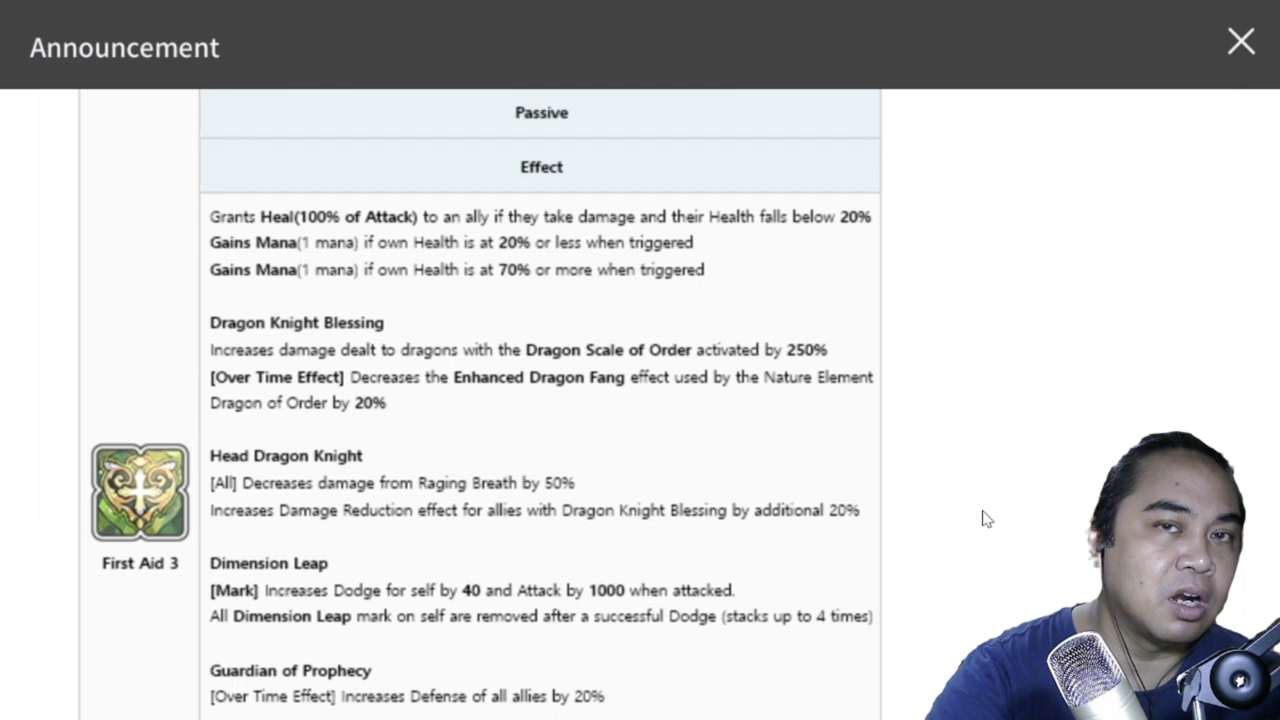 Announcement
Passive
Effect
Grants Heal(100% of Attack) to an ally if they take damage and their Health falls below 20%
Gains Mana(1 mana) if own Health is at 20% or less when triggered
Gains Mana(1 mana) if own Health is at 70% or more when triggered
Dragon Knight Blessing
Increases damage dealt to dragons with the Dragon Scale of Order activated by 250%
[Over Time Effect] Decreases the Enhanced Dragon Fang effect used by the Nature Element
Dragon of Order by 20%
Head Dragon Knight
[All] Decreases damage from Raging Breath by 50%
Increases Damage Reduction effect for allies with Dragon Knight Blessing by additional 20%
First Aid 3
Dimension Leap
[Mark] Increases Dodge for self by 40 and Attack by 1000 when attacked.
All Dimension Leap mark on self are removed after a successful Dodge (stacks up to 4 times)
Guardian of Prophecy
[Over Time Effect] Increases Defense of all allies by 20%